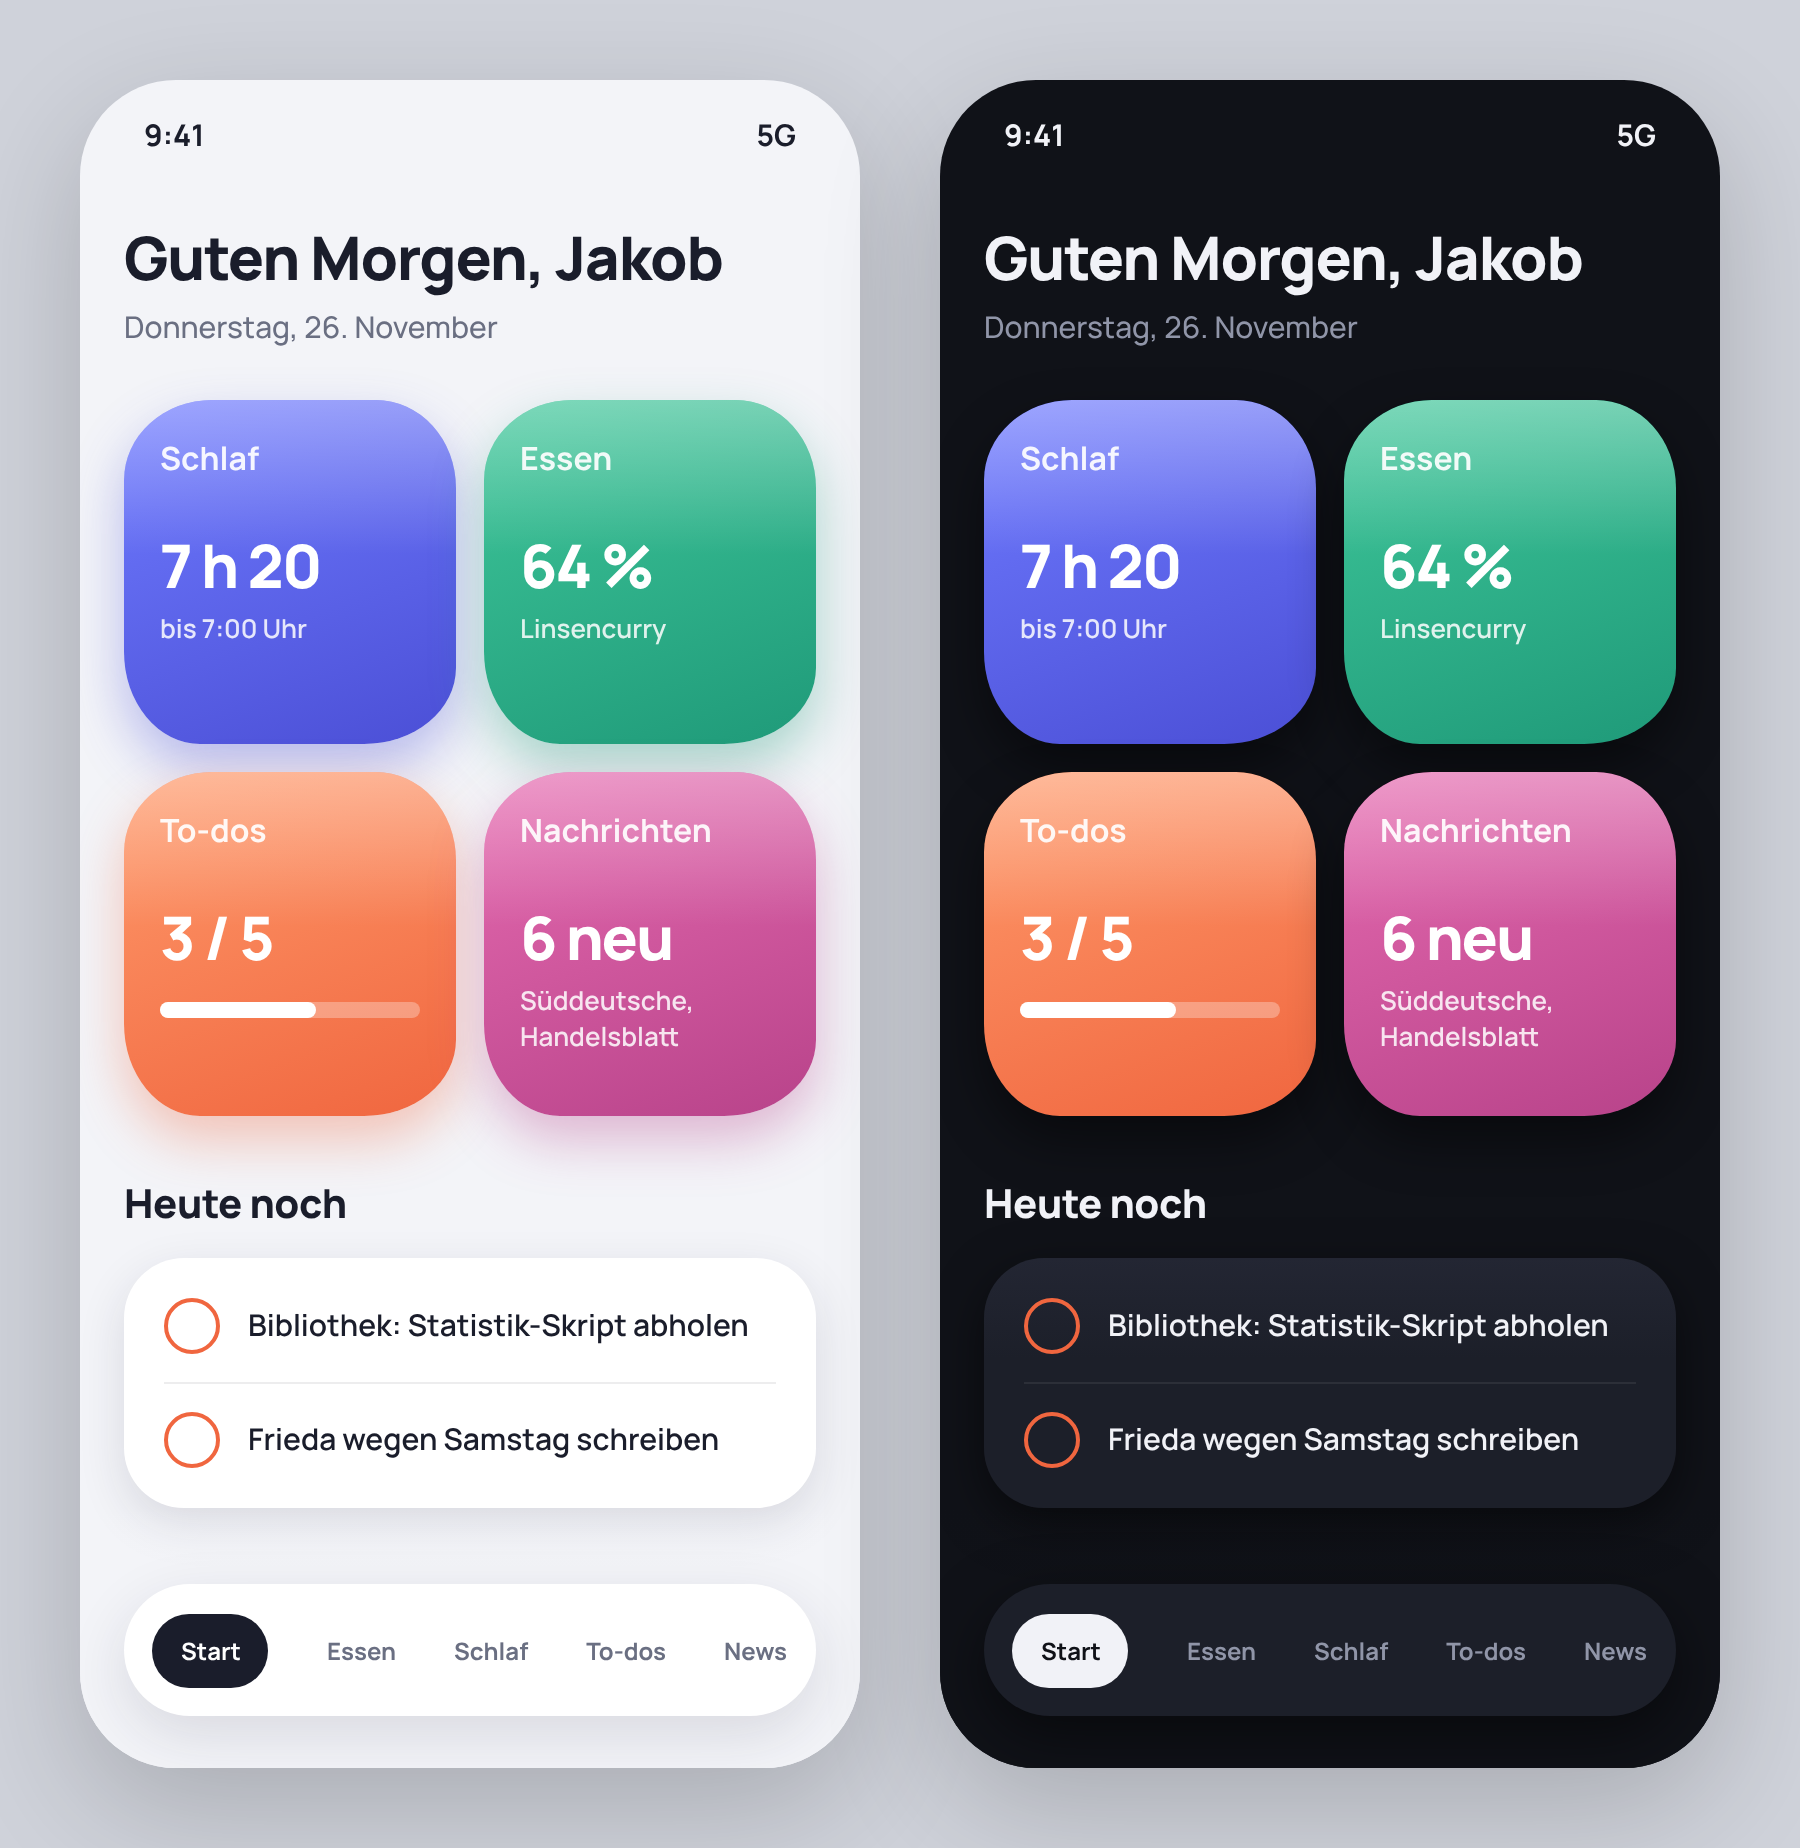 9:41
5G
Guten Morgen, Jakob
Donnerstag, 26. November
Schlaf
7 h 20
bis 7:00 Uhr
Essen
64 %
Linsencurry
To-dos
3 / 5
Nachrichten
6 neu
Süddeutsche,
Handelsblatt
Heute noch
Bibliothek: Statistik-Skript abholen
Frieda wegen Samstag schreiben
Start
Essen
Schlaf
To-dos
News
9:41
5G
Guten Morgen, Jakob
Donnerstag, 26. November
Schlaf
7 h 20
bis 7:00 Uhr
Essen
64 %
Linsencurry
To-dos
3 / 5
Nachrichten
6 neu
Süddeutsche,
Handelsblatt
Heute noch
Bibliothek: Statistik-Skript abholen
Frieda wegen Samstag schreiben
Start
Essen
Schlaf
To-dos
News